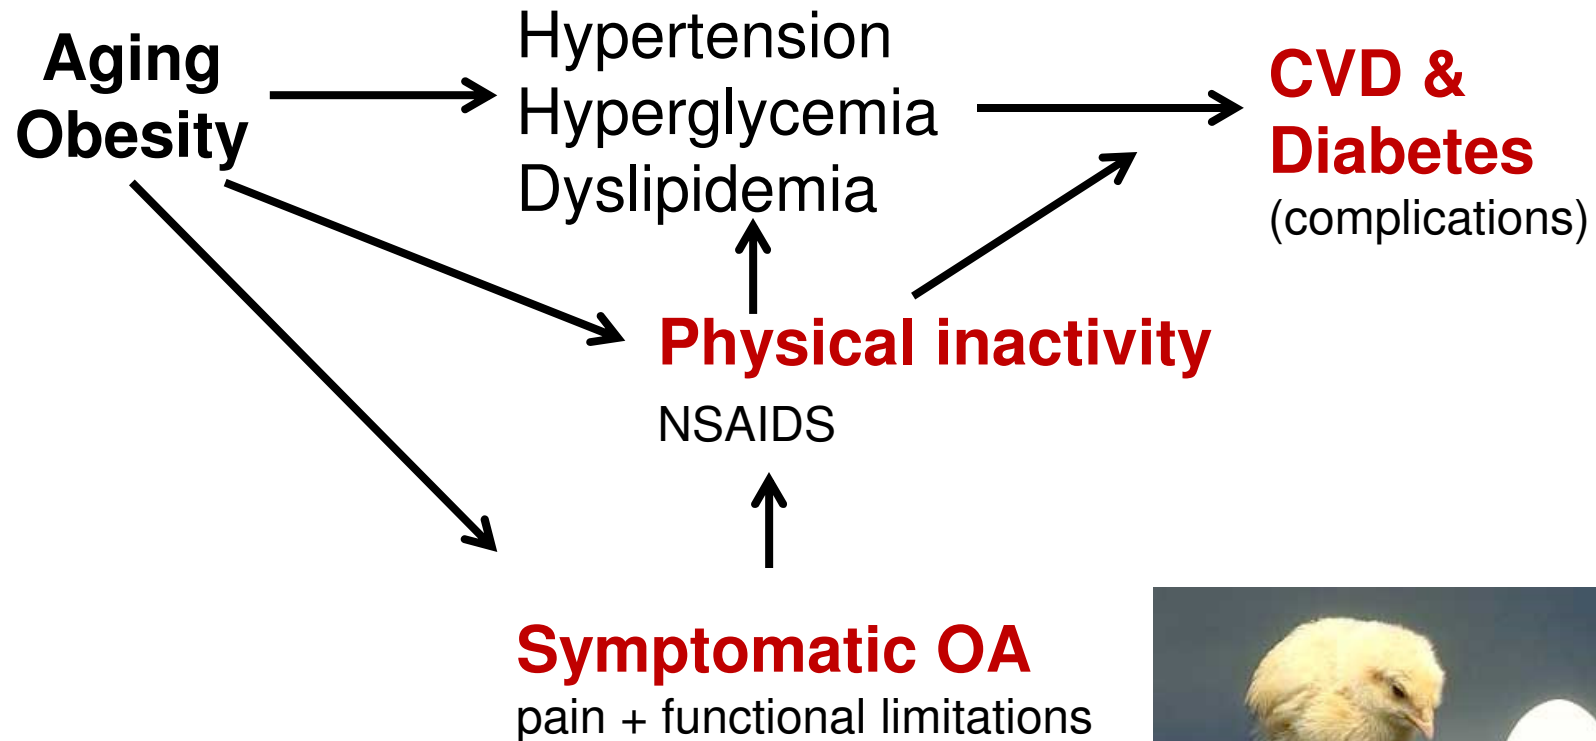 Aging
Obesity
Hypertension
Hyperglycemia
Dyslipidemia
CVD &
Diabetes
(complications)
Physical inactivity
NSAIDS
Symptomatic OA
pain + functional limitations